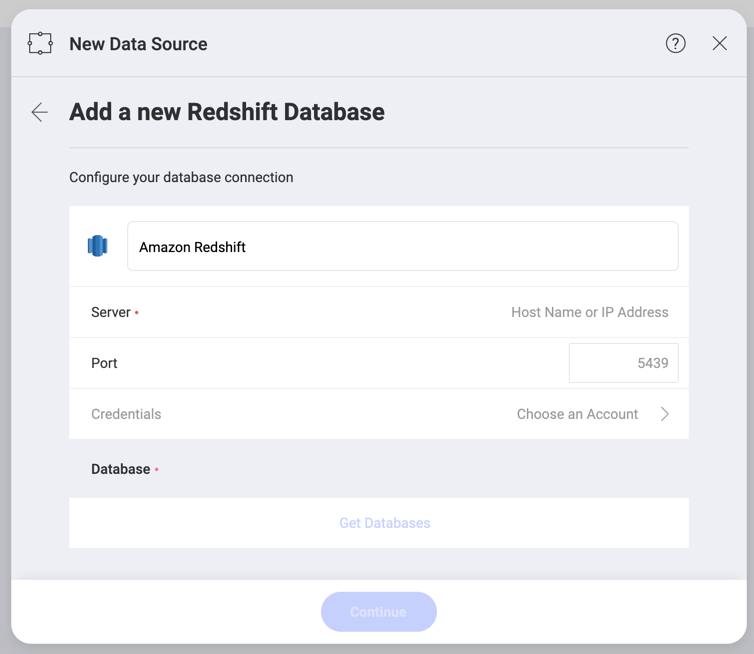 New Data Source
?
Add a new Redshift Database
Configure your database connection
Amazon Redshift
Server • Host Name or IP Address
Port 5439
Credentials Choose an Account
Database •
Get Databases
Continue